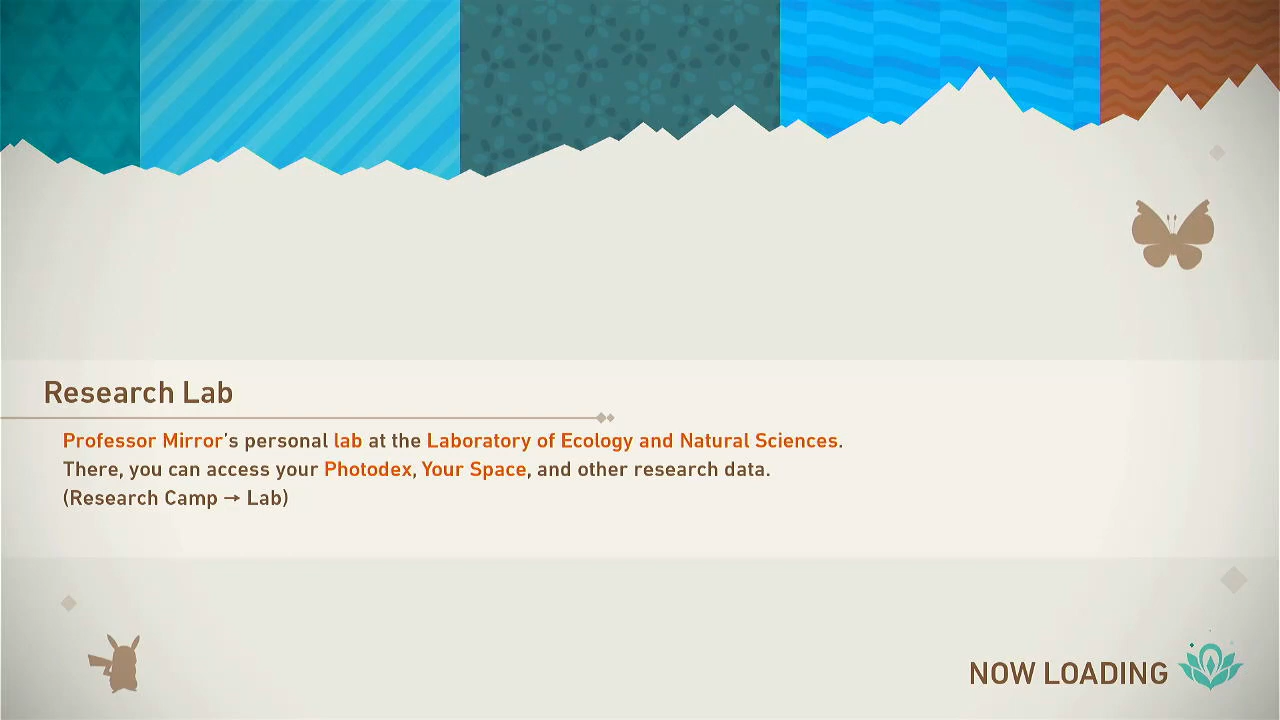 Research Lab
Professor Mirror's personal lab at the Laboratory of Ecology and Natural Sciences.
There, you can access your Photodex, Your Space, and other research data.
(Research Camp → Lab)
NOW LOADING